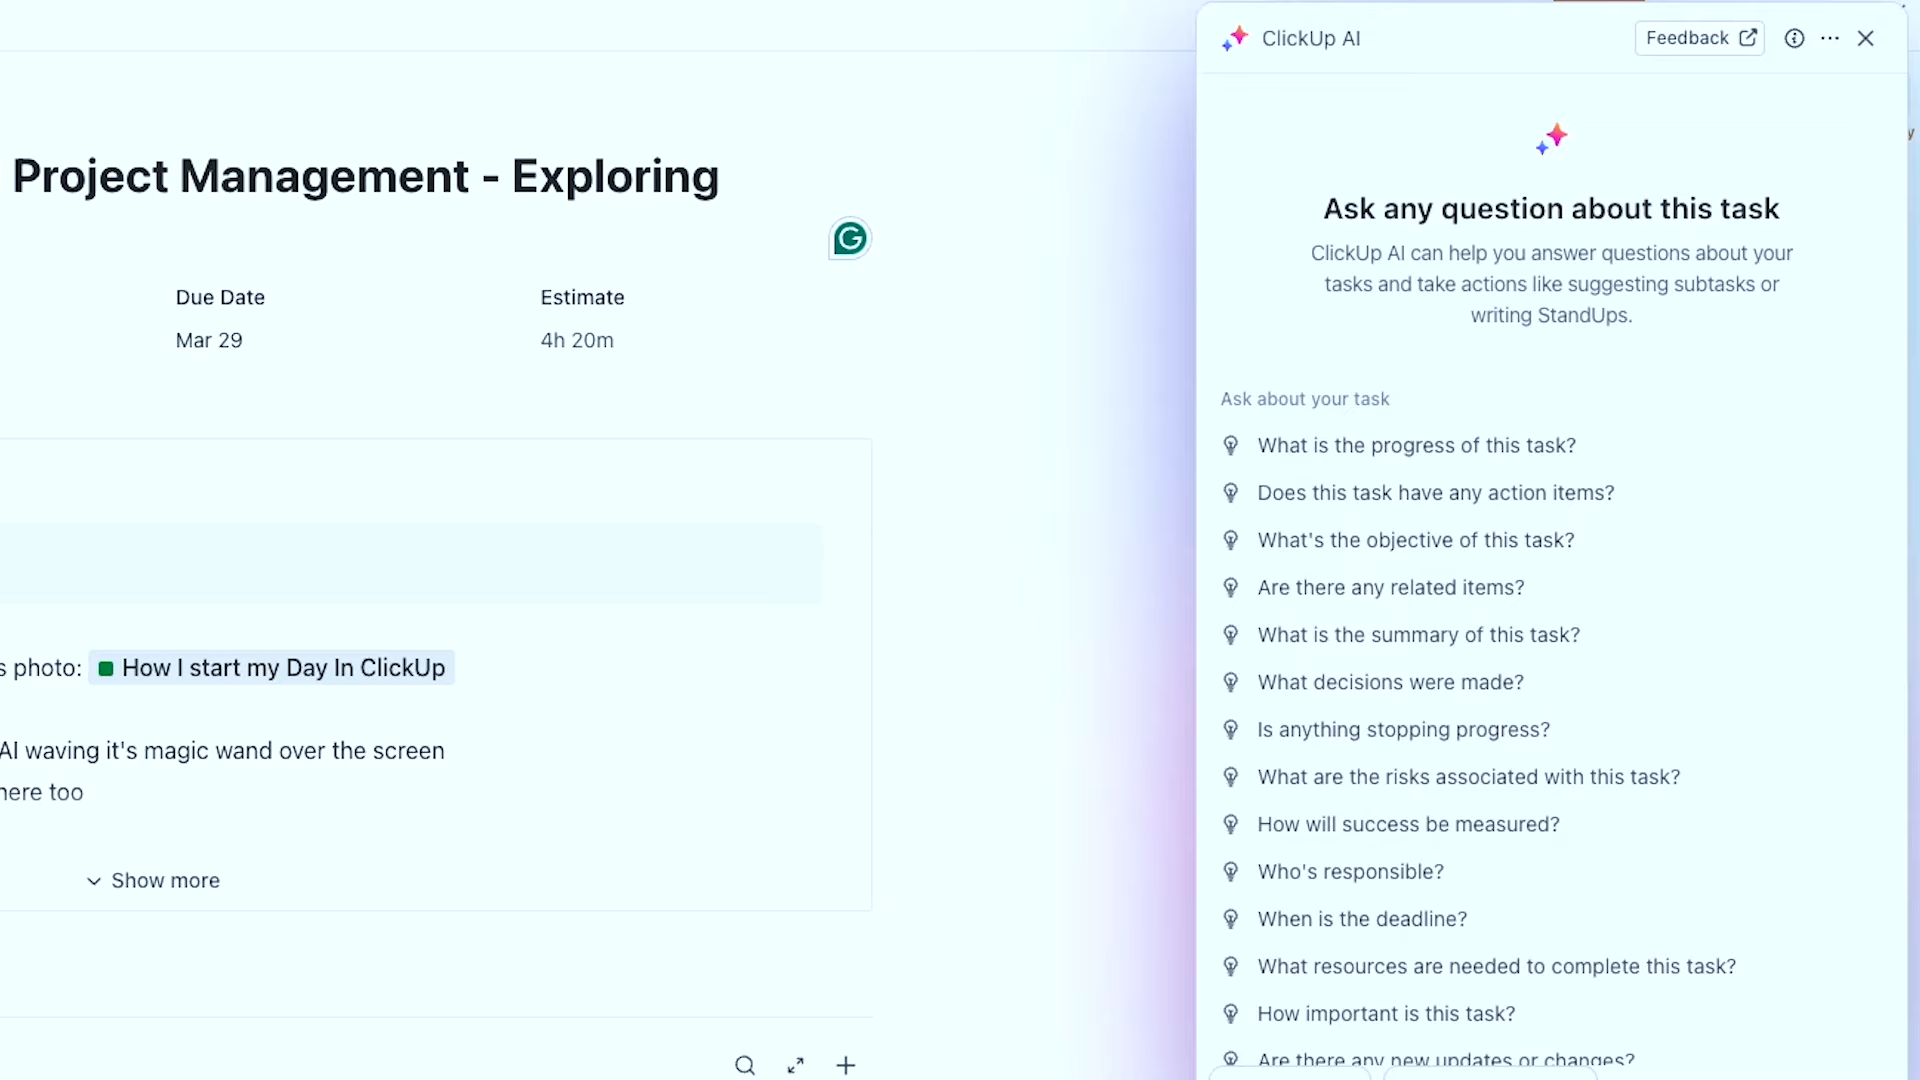 Project Management - Exploring
Due Date
Estimate
Mar 29
4h 20m
s photo: How I start my Day In ClickUp
AI waving it's magic wand over the screen
here too
Show more
ClickUp AI
Feedback
Ask any question about this task
ClickUp AI can help you answer questions about your
tasks and take actions like suggesting subtasks or
writing StandUps.
Ask about your task
What is the progress of this task?
Does this task have any action items?
What's the objective of this task?
Are there any related items?
What is the summary of this task?
What decisions were made?
Is anything stopping progress?
What are the risks associated with this task?
How will success be measured?
Who's responsible?
When is the deadline?
What resources are needed to complete this task?
How important is this task?
Are there any new updates or changes?